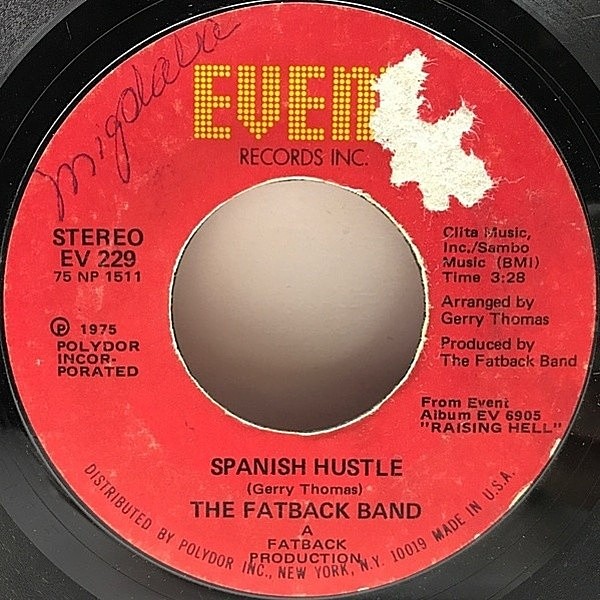 Migdalia
EVEN
RECORDS INC.
STEREO
EV 229
75 NP 1511
Ⓟ 1975
POLYDOR
INCOR-
PORATED
Clita Music,
Inc./Sambo
Music (BMI)
Time 3:28
Arranged by
Gerry Thomas
Produced by
The Fatback Band
From Event
Album EV 6905
"RAISING HELL"
SPANISH HUSTLE
(Gerry Thomas)
THE FATBACK BAND
A
FATBACK
PRODUCTION
DISTRIBUTED BY POLYDOR INC., NEW YORK, N.Y. 10019 MADE IN U.S.A.